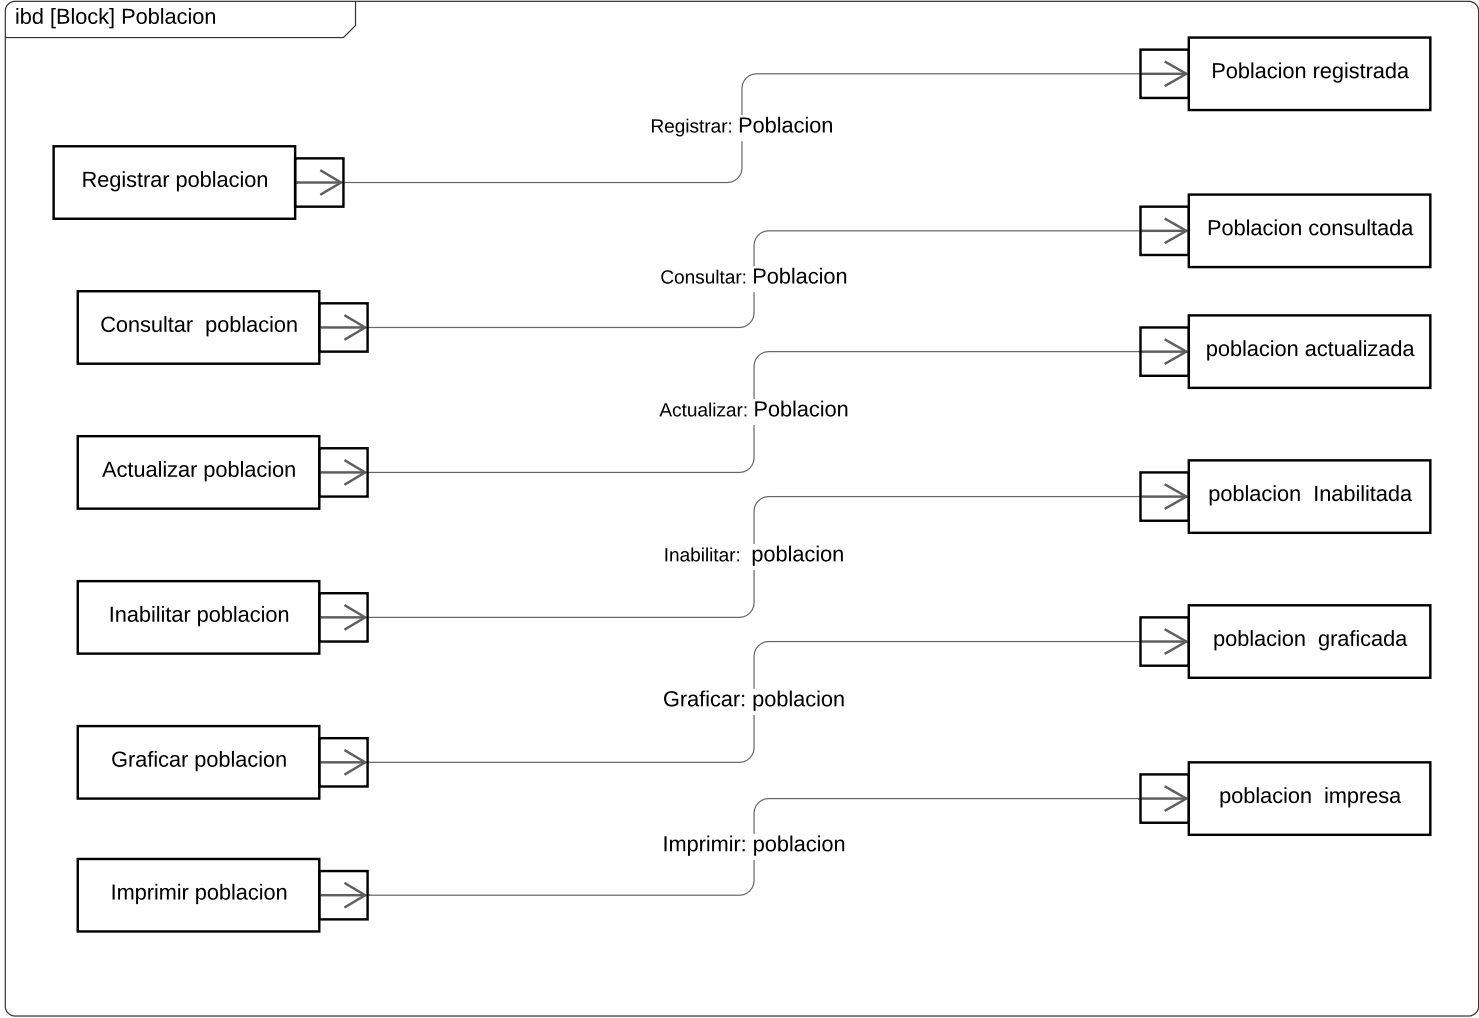 ibd [Block] Poblacion
Poblacion registrada
Registrar: Poblacion
Registrar poblacion
Poblacion consultada
Consultar: Poblacion
Consultar  poblacion
poblacion actualizada
Actualizar: Poblacion
Actualizar poblacion
poblacion  Inabilitada
Inabilitar:  poblacion
Inabilitar poblacion
poblacion  graficada
Graficar: poblacion
Graficar poblacion
poblacion  impresa
Imprimir: poblacion
Imprimir poblacion